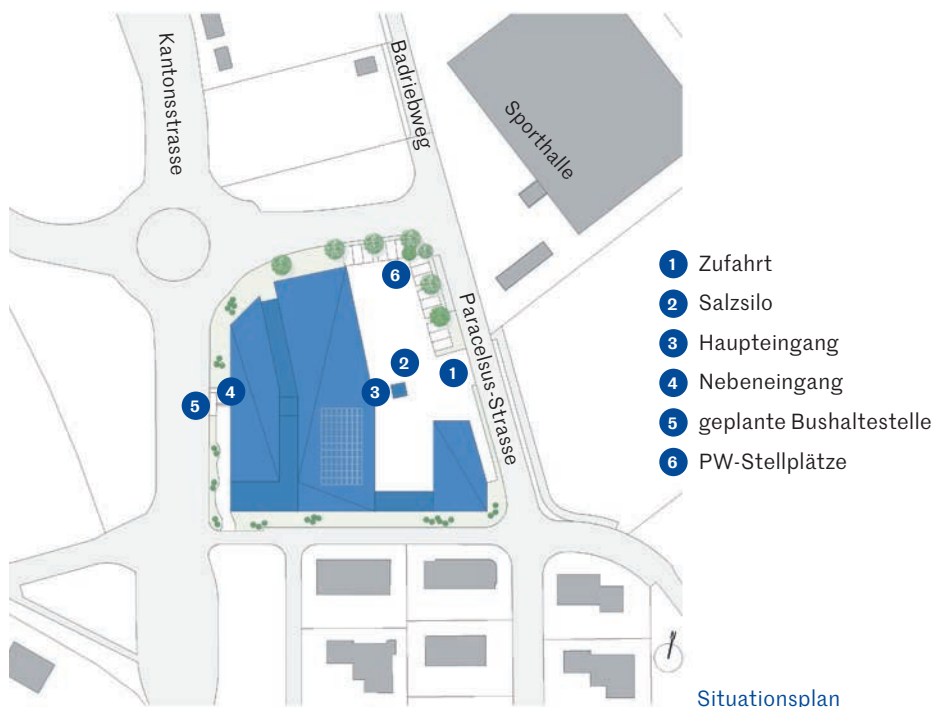 Kantonsstrasse
Badriebweg
Sporthalle
Paracelsus-Strasse
6
2
1
3
4
5
1 Zufahrt
2 Salzsilo
3 Haupteingang
4 Nebeneingang
5 geplante Bushaltestelle
6 PW-Stellplätze
Situationsplan